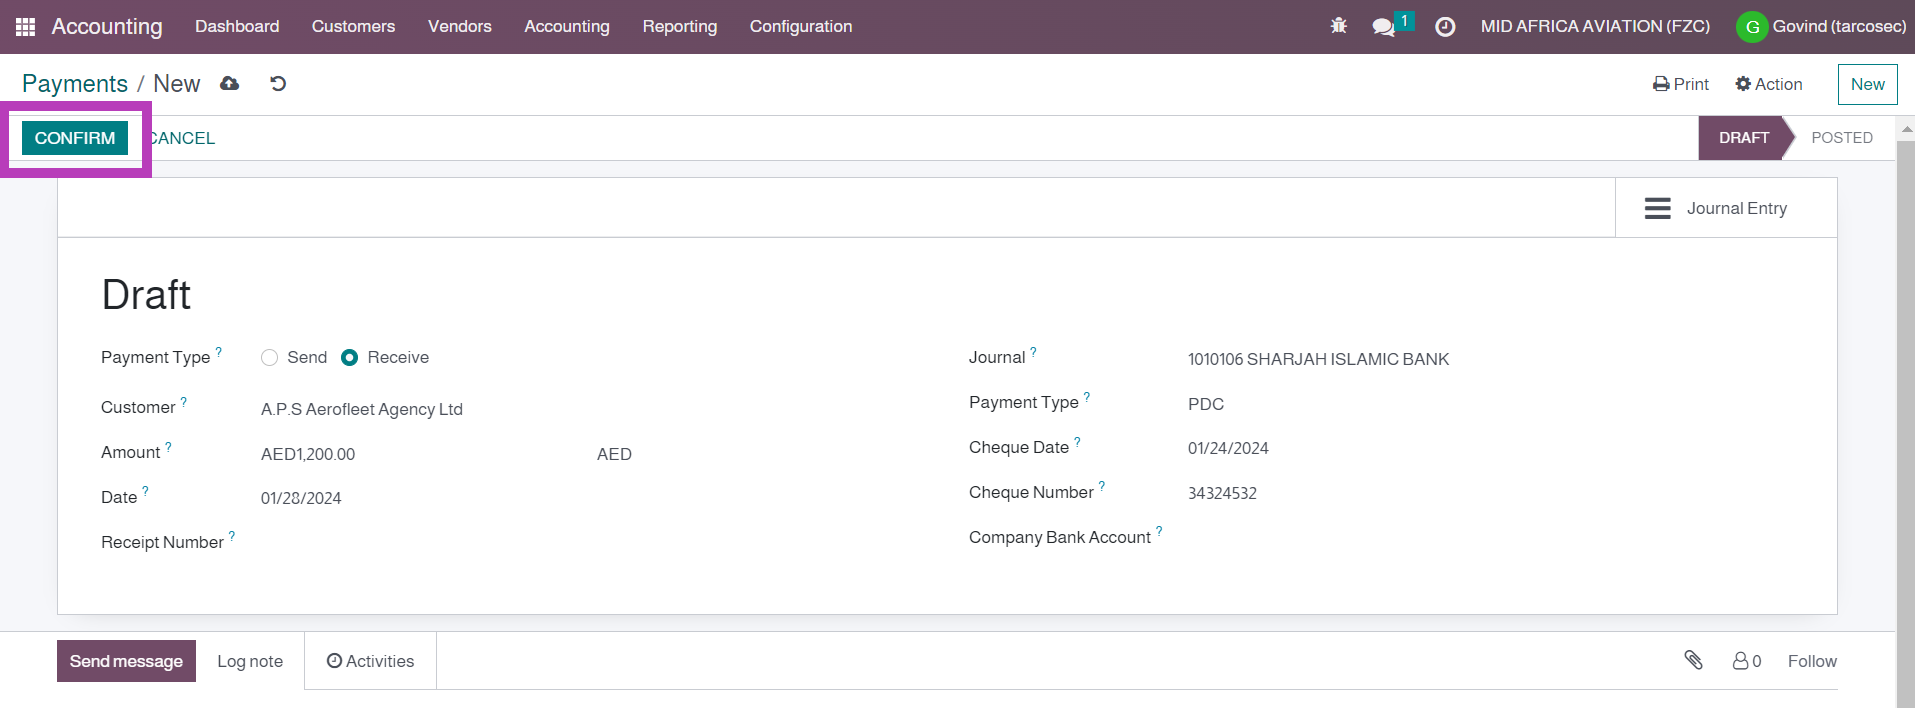 Accounting Dashboard Customers Vendors Accounting Reporting Configuration 1 MID AFRICA AVIATION (FZC) G Govind (tarcosec)
Payments / New Print Action New
CONFIRM CANCEL DRAFT POSTED
Journal Entry
Draft
Payment Type ? Send Receive
Customer ? A.P.S Aerofleet Agency Ltd
Amount ? AED1,200.00 AED
Date ? 01/28/2024
Receipt Number ?
Journal ? 1010106 SHARJAH ISLAMIC BANK
Payment Type ? PDC
Cheque Date ? 01/24/2024
Cheque Number ? 34324532
Company Bank Account ?
Send message Log note Activities 0 Follow